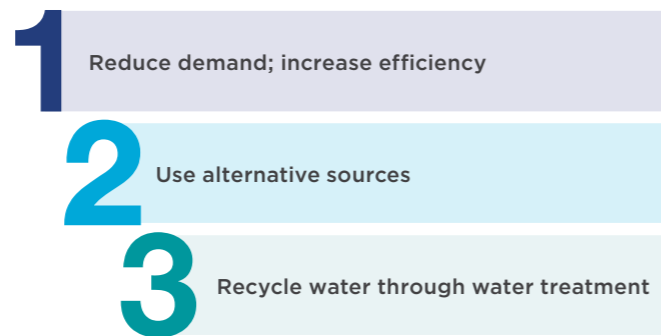 1 Reduce demand; increase efficiency
2 Use alternative sources
3 Recycle water through water treatment